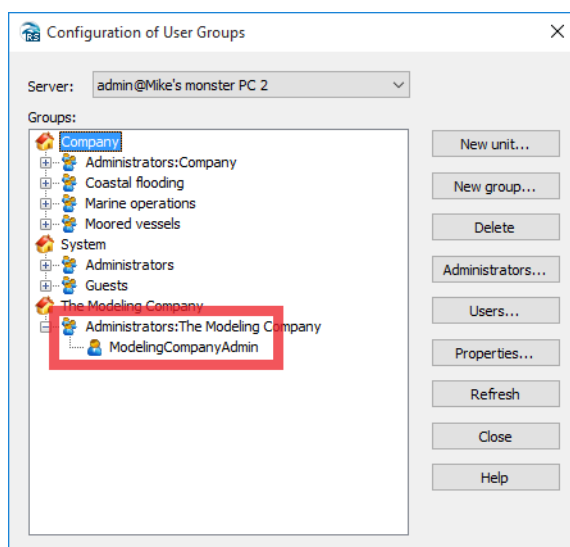 RS
Configuration of User Groups
Server: admin@Mike's monster PC 2
Groups:
Company
Administrators:Company
Coastal flooding
Marine operations
Moored vessels
System
Administrators
Guests
The Modeling Company
Administrators:The Modeling Company
ModelingCompanyAdmin
New unit...
New group...
Delete
Administrators...
Users...
Properties...
Refresh
Close
Help